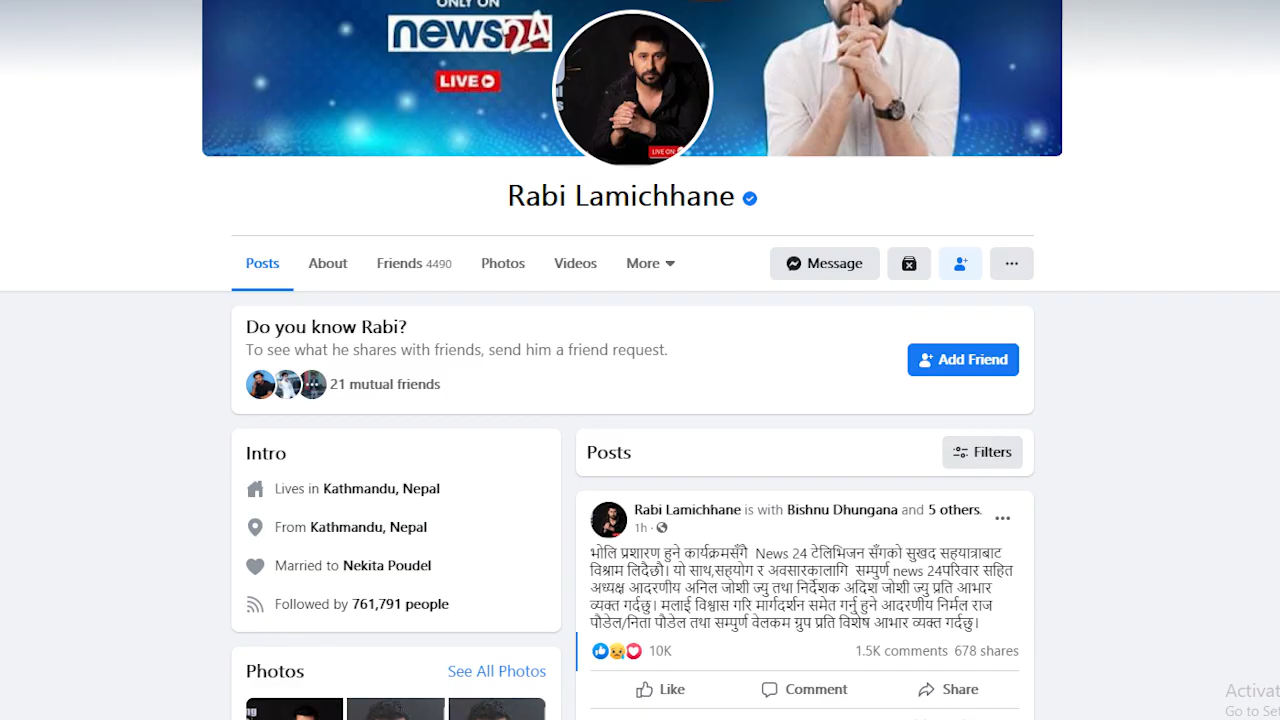 ONLY ON
news24
LIVE
LIVE ON
Rabi Lamichhane
Posts
About
Friends 4490
Photos
Videos
More
Message
Do you know Rabi?
To see what he shares with friends, send him a friend request.
Add Friend
21 mutual friends
Intro
Lives in Kathmandu, Nepal
From Kathmandu, Nepal
Married to Nekita Poudel
Followed by 761,791 people
Photos
See All Photos
Posts
Filters
Rabi Lamichhane is with Bishnu Dhungana and 5 others.
1h ·
भोलि प्रशारण हुने कार्यक्रमसँगै News 24 टेलिभिजन सँगको सुखद सहयात्राबाट
विश्राम लिदैछौ। यो साथ,सहयोग र अवसारकालागि सम्पुर्ण news 24परिवार सहित
अध्यक्ष आदरणीय अनिल जोशी ज्यु तथा निर्देशक अदिश जोशी ज्यु प्रति आभार
व्यक्त गर्दछु। मलाई विश्वास गरि मार्गदर्शन समेत गर्नु हुने आदरणीय निर्मल राज
पौडेल/निता पौडेल तथा सम्पुर्ण वेलकम ग्रुप प्रति विशेष आभार व्यक्त गर्दछु।
10K
1.5K comments 678 shares
Like
Comment
Share
Activat
Go to Set